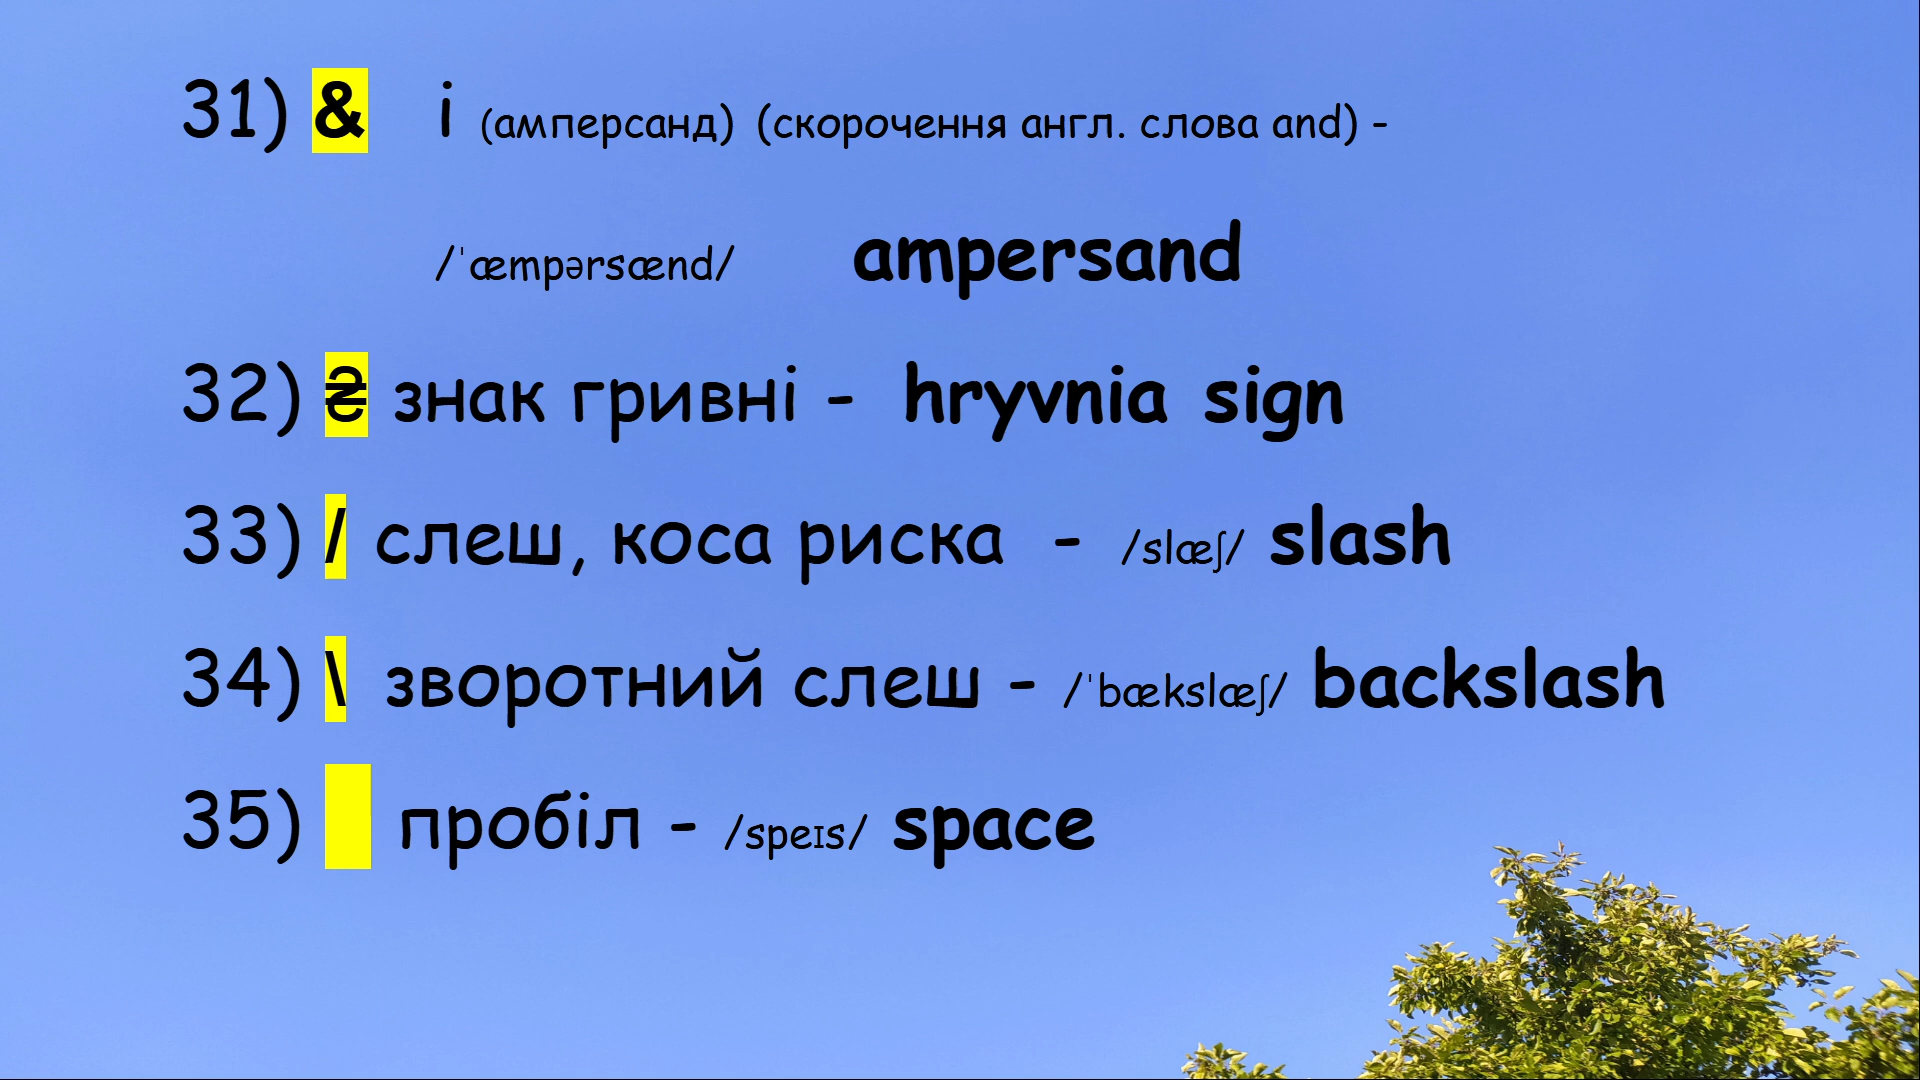 31) & і (амперсанд) (скорочення англ. слова and) -
/ˈæmpərsænd/ ampersand
32) ₴ знак гривні - hryvnia sign
33) / слеш, коса риска - /slæʃ/ slash
34) \ зворотний слеш - /ˈbækslæʃ/ backslash
35) пробіл - /speɪs/ space